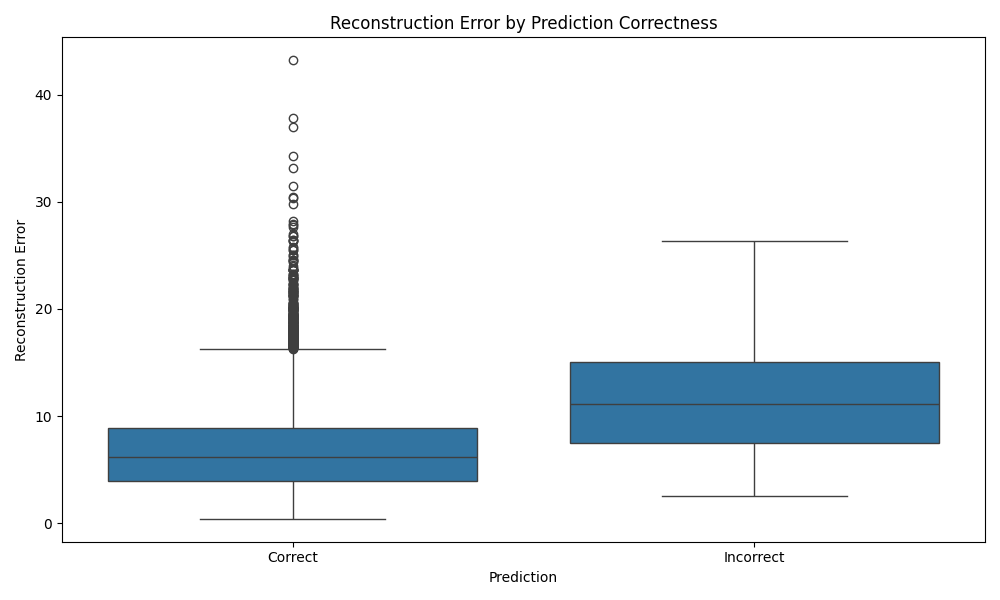 Reconstruction Error by Prediction Correctness
Reconstruction Error
40
30
20
10
0
Correct
Incorrect
Prediction